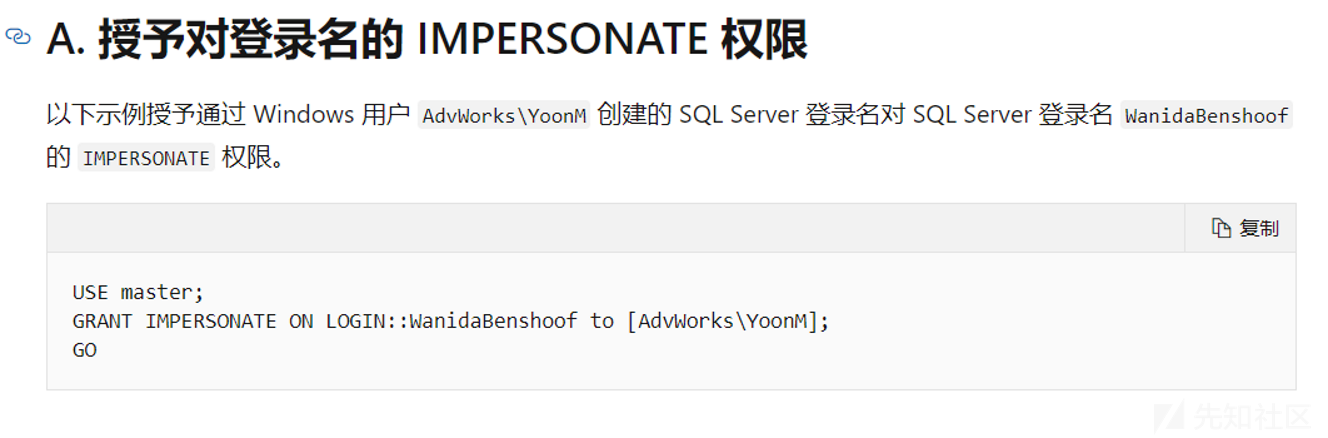 A. 授予对登录名的 IMPERSONATE 权限
以下示例授予通过 Windows 用户 AdvWorks\YoonM 创建的 SQL Server 登录名对 SQL Server 登录名 WanidaBenshoof
的 IMPERSONATE 权限。
复制
USE master;
GRANT IMPERSONATE ON LOGIN::WanidaBenshoof to [AdvWorks\YoonM];
GO
先知社区